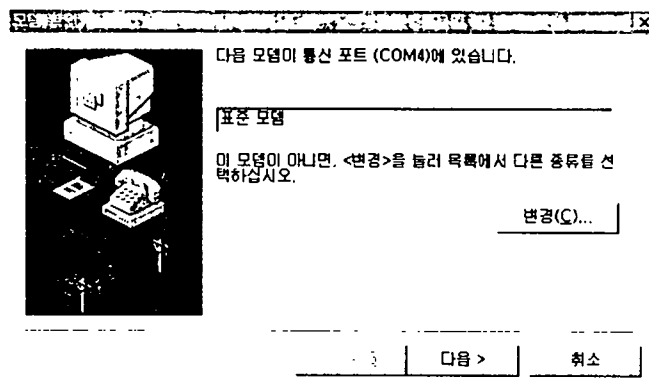 다음 모뎀이 통신 포트 (COM4)에 있습니다.
표준 모뎀
이 모뎀이 아니면, <변경>을 눌러 목록에서 다른 종류를 선
택하십시오.
변경(C)...
다음 >
취소